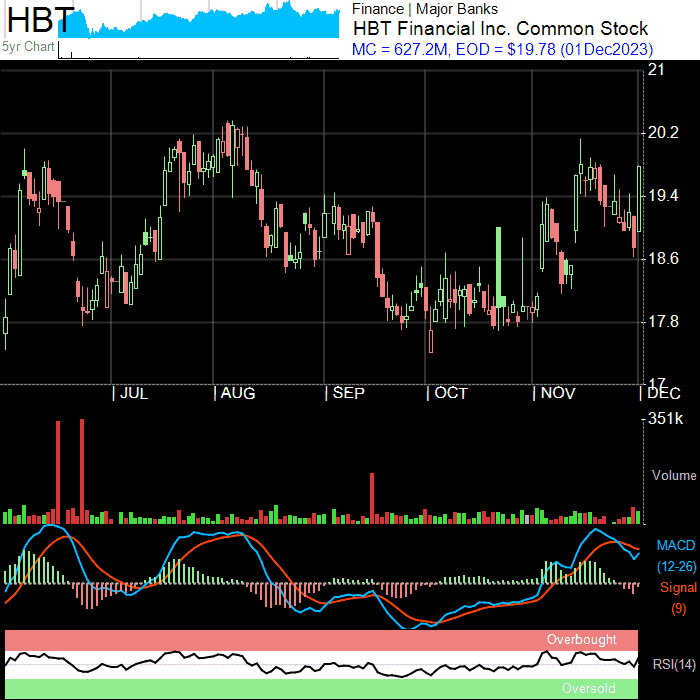 HBT
5yr Chart
Finance | Major Banks
HBT Financial Inc. Common Stock
MC = 627.2M, EOD = $19.78 (01Dec2023)
21
20.2
19.4
18.6
17.8
17
JUL
AUG
SEP
OCT
NOV
DEC
351k
Volume
MACD
(12-26)
Signal
(9)
Overbought
RSI(14)
Oversold